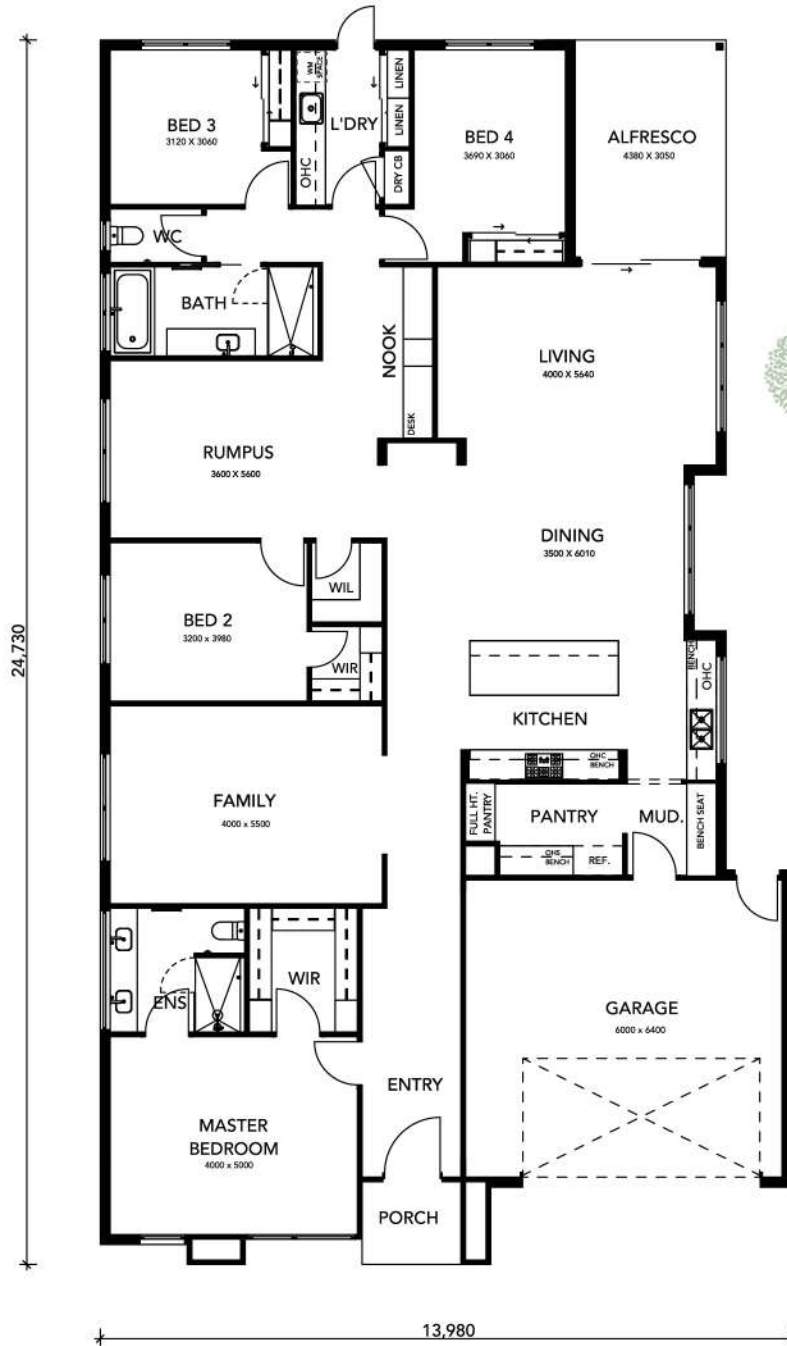 BED 3
3120 X 3060
WM
SPACE
L'DRY
OHC
LINEN
LINEN
DRY CB
BED 4
3690 X 3060
ALFRESCO
4380 X 3050
WC
BATH
NOOK
DESK
LIVING
4000 X 5640
RUMPUS
3600 X 5600
DINING
3500 X 6010
WIL
BED 2
3200 x 3980
WIR
BENCH
OHC
KITCHEN
OHC
BENCH
24,730
FAMILY
4000 x 5500
FULL HT.
PANTRY
PANTRY
MUD.
BENCH SEAT
OHS
BENCH
REF.
ENS
WIR
GARAGE
6000 x 6400
ENTRY
MASTER
BEDROOM
4000 x 5000
PORCH
13,980